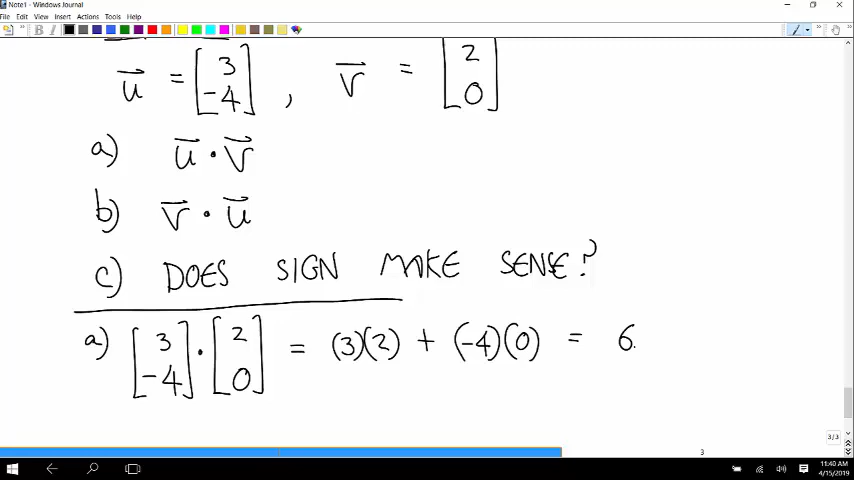 Note1 - Windows Journal
File Edit View Insert Actions Tools Help
B
u = [3 -4], v = [2 0]
a) u · v
b) v · u
c) DOES SIGN MAKE SENSE?
a) [3 -4] · [2 0] = (3)(2) + (-4)(0) = 6.
3/3
3
11:40 AM
4/15/2019